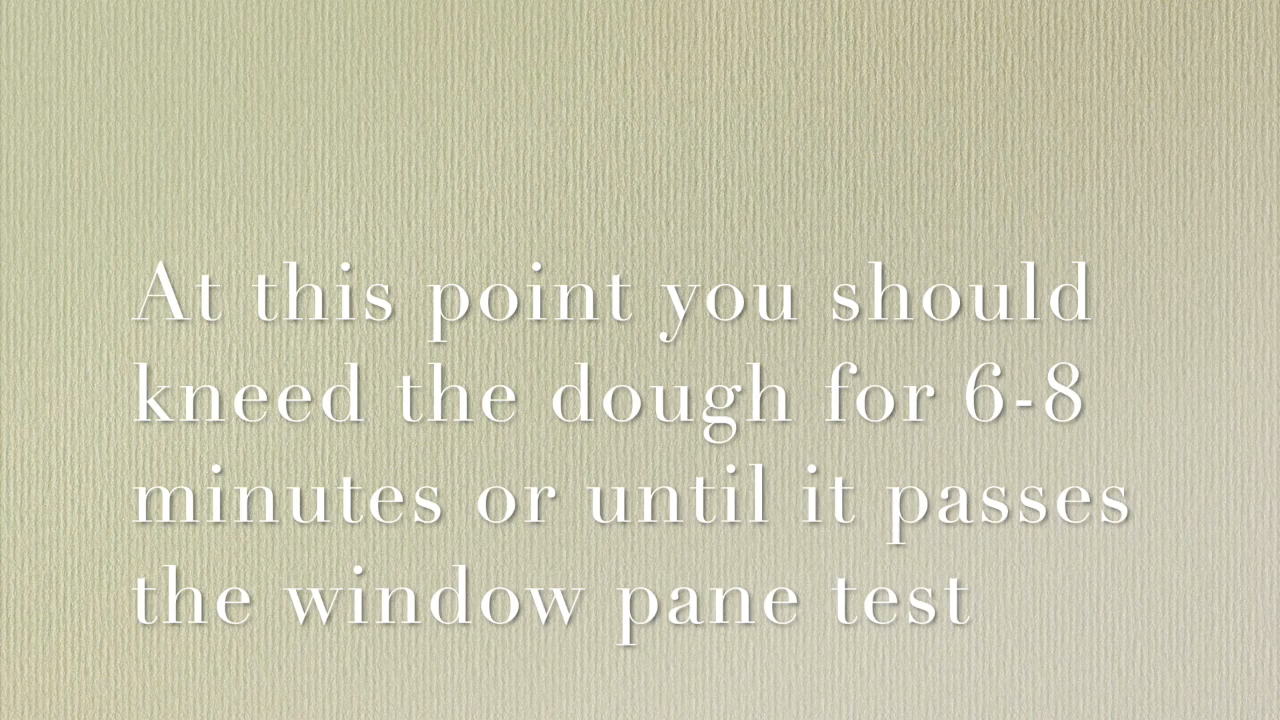 At this point you should
kneed the dough for 6-8
minutes or until it passes
the window pane test